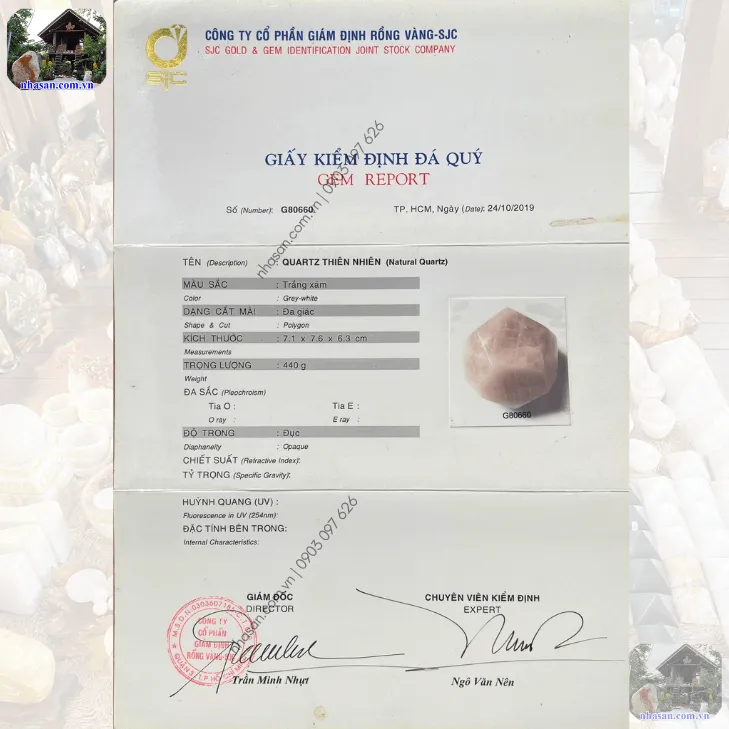 nhasan.com.vn
SJC
CÔNG TY CỔ PHẦN GIÁM ĐỊNH RỒNG VÀNG-SJC
SJC GOLD & GEM IDENTIFICATION JOINT STOCK COMPANY
GIẤY KIỂM ĐỊNH ĐÁ QUÝ
GEM REPORT
Số (Number): G80660.
TP. HCM, Ngày (Date): 24/10/2019
nhasan.com.vn | 0903 097 626
TÊN (Description) : QUARTZ THIÊN NHIÊN (Natural Quartz)
MÀU SẮC : Trắng xám
Color : Grey-white
DẠNG CẮT MÀI : Đa giác
Shape & Cut : Polygon
KÍCH THƯỚC : 7.1 x 7.6 x 6.3 cm
Measurements
TRỌNG LƯỢNG : 440 g
Weight
ĐA SẮC (Pleochroism)
Tia O : Tia E :
O ray : E ray :
ĐỘ TRONG : Đục
Diaphaneity : Opaque
CHIẾT SUẤT (Refractive Index):
TỶ TRỌNG (Specific Gravity):
G80660
HUỲNH QUANG (UV) :
Fluorescence in UV (254nm):
ĐẶC TÍNH BÊN TRONG:
Internal Characteristics:
nhasan.com.vn | 0903 097 626
GIÁM ĐỐC
DIRECTOR
CHUYÊN VIÊN KIỂM ĐỊNH
EXPERT
CÔNG TY
CỔ PHẦN
GIÁM ĐỊNH
RỒNG VÀNG-SJC
Trần Minh Nhựt
Ngô Văn Nên
nhasan.com.vn